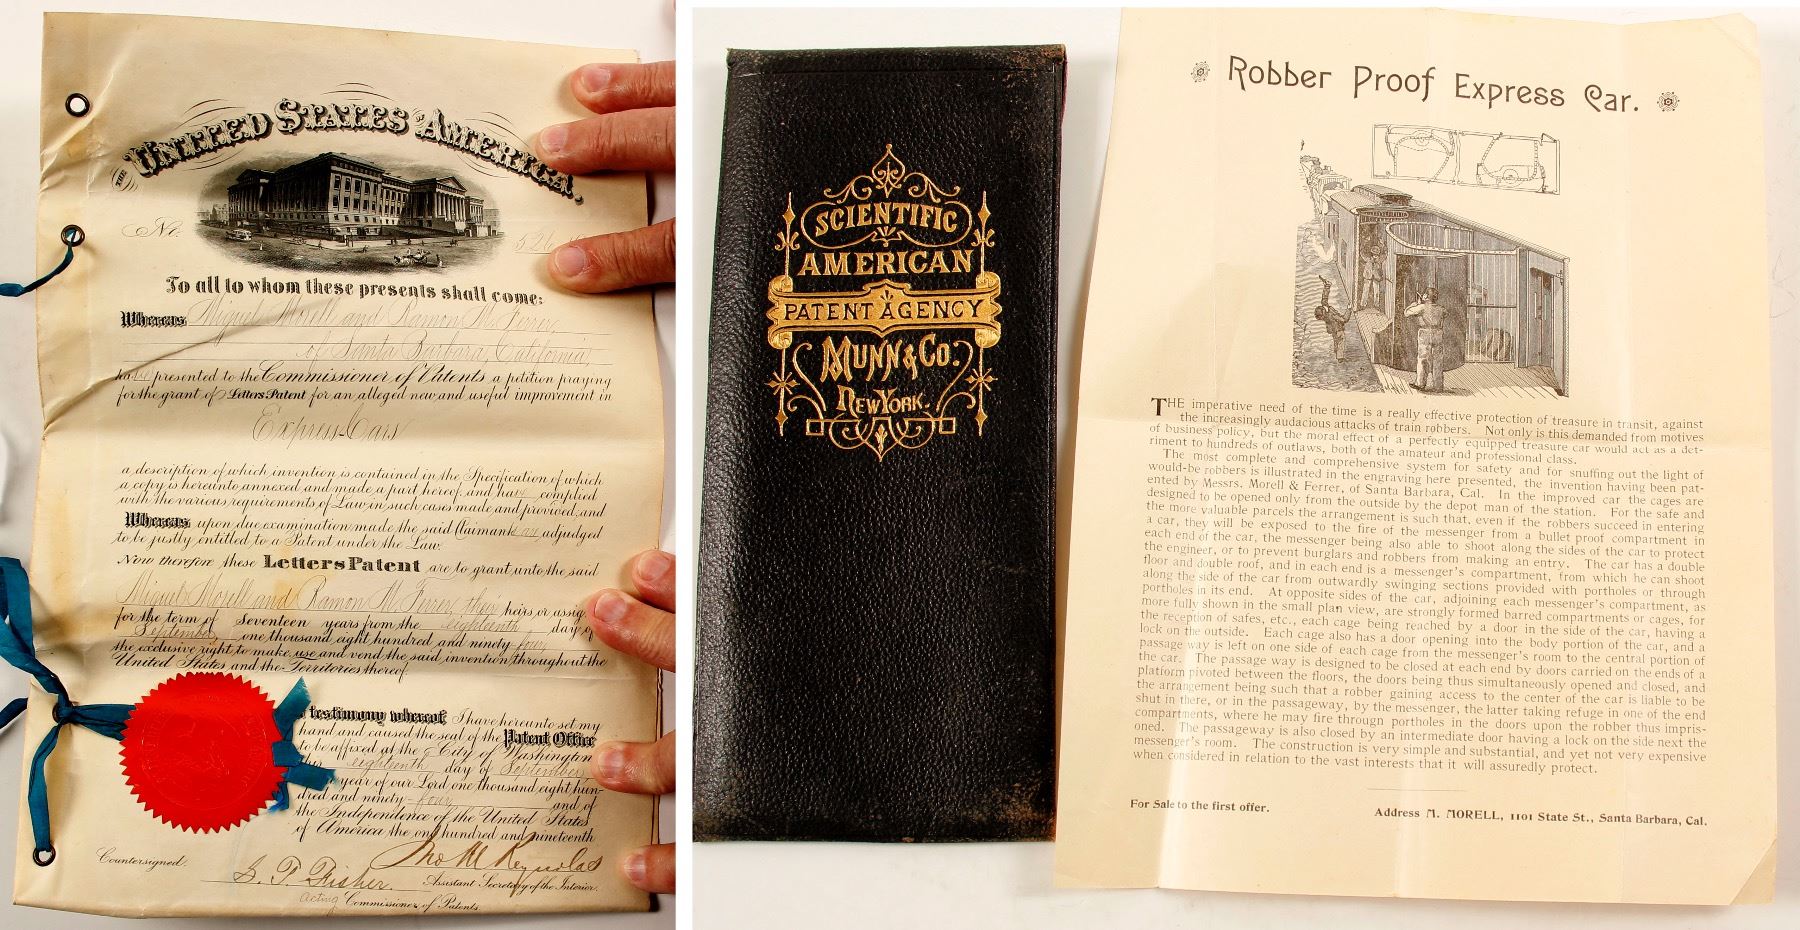 THE UNITED STATES OF AMERICA.
No.
To all to whom these presents shall come:
Whereas Miguel Morell and Ramon M. Ferrer,
of Santa Barbara, California,
have presented to the Commissioner of Patents a petition praying
for the grant of Letters Patent for an alleged new and useful improvement in
Express-Cars
a description of which invention is contained in the Specification of which
a copy is hereunto annexed and made a part hereof, and have complied
with the various requirements of Law in such cases made and provided, and
Whereas upon due examination made the said Claimants are adjudged
to be justly entitled to a Patent under the Law.
Now therefore these Letters Patent are to grant unto the said
Miguel Morell and Ramon M. Ferrer, their heirs or assig
for the term of Seventeen years from the eighteenth day of
September, one thousand eight hundred and ninety-four
the exclusive right to make, use and vend the said invention throughout the
United States and the Territories thereof.
testimony whereof, I have hereunto set my
hand and caused the seal of the Patent Office
to be affixed at the City of Washington
this eighteenth day of September,
year of our Lord one thousand eight hun-
dred and ninety-four and of
the Independence of the United States
of America the one hundred and nineteenth
Countersigned.
Jno M Reynolds
Assistant Secretary of the Interior.
S. T. Fisher.
Acting Commissioner of Patents.
SCIENTIFIC
AMERICAN
PATENT AGENCY
MUNN & CO.
NEW YORK.
Robber Proof Express Car.
THE imperative need of the time is a really effective protection of treasure in transit, against
the increasingly audacious attacks of train robbers. Not only is this demanded from motives
of business policy, but the moral effect of a perfectly equipped treasure car would act as a det-
riment to hundreds of outlaws, both of the amateur and professional class.
The most complete and comprehensive system for safety and for snuffing out the light of
would-be robbers is illustrated in the engraving here presented, the invention having been pat-
ented by Messrs. Morell & Ferrer, of Santa Barbara, Cal. In the improved car the cages are
designed to be opened only from the outside by the depot man of the station. For the safe and
the more valuable parcels the arrangement is such that, even if the robbers succeed in entering
a car, they will be exposed to the fire of the messenger from a bullet proof compartment in
each end of the car, the messenger being also able to shoot along the sides of the car to protect
the engineer, or to prevent burglars and robbers from making an entry. The car has a double
floor and double roof, and in each end is a messenger's compartment, from which he can shoot
along the side of the car from outwardly swinging sections provided with portholes or through
portholes in its end. At opposite sides of the car, adjoining each messenger's compartment, as
more fully shown in the small plan view, are strongly formed barred compartments or cages, for
the reception of safes, etc., each cage being reached by a door in the side of the car, having a
lock on the outside. Each cage also has a door opening into the body portion of the car, and a
passage way is left on one side of each cage from the messenger's room to the central portion of
the car. The passage way is designed to be closed at each end by doors carried on the ends of a
platform pivoted between the floors, the doors being thus simultaneously opened and closed, and
the arrangement being such that a robber gaining access to the center of the car is liable to be
shut in there, or in the passageway, by the messenger, the latter taking refuge in one of the end
compartments, where he may fire through portholes in the doors upon the robber thus impris-
oned. The passageway is also closed by an intermediate door having a lock on the side next the
messenger's room. The construction is very simple and substantial, and yet not very expensive
when considered in relation to the vast interests that it will assuredly protect.
For Sale to the first offer.
Address M. MORELL, 1101 State St., Santa Barbara, Cal.